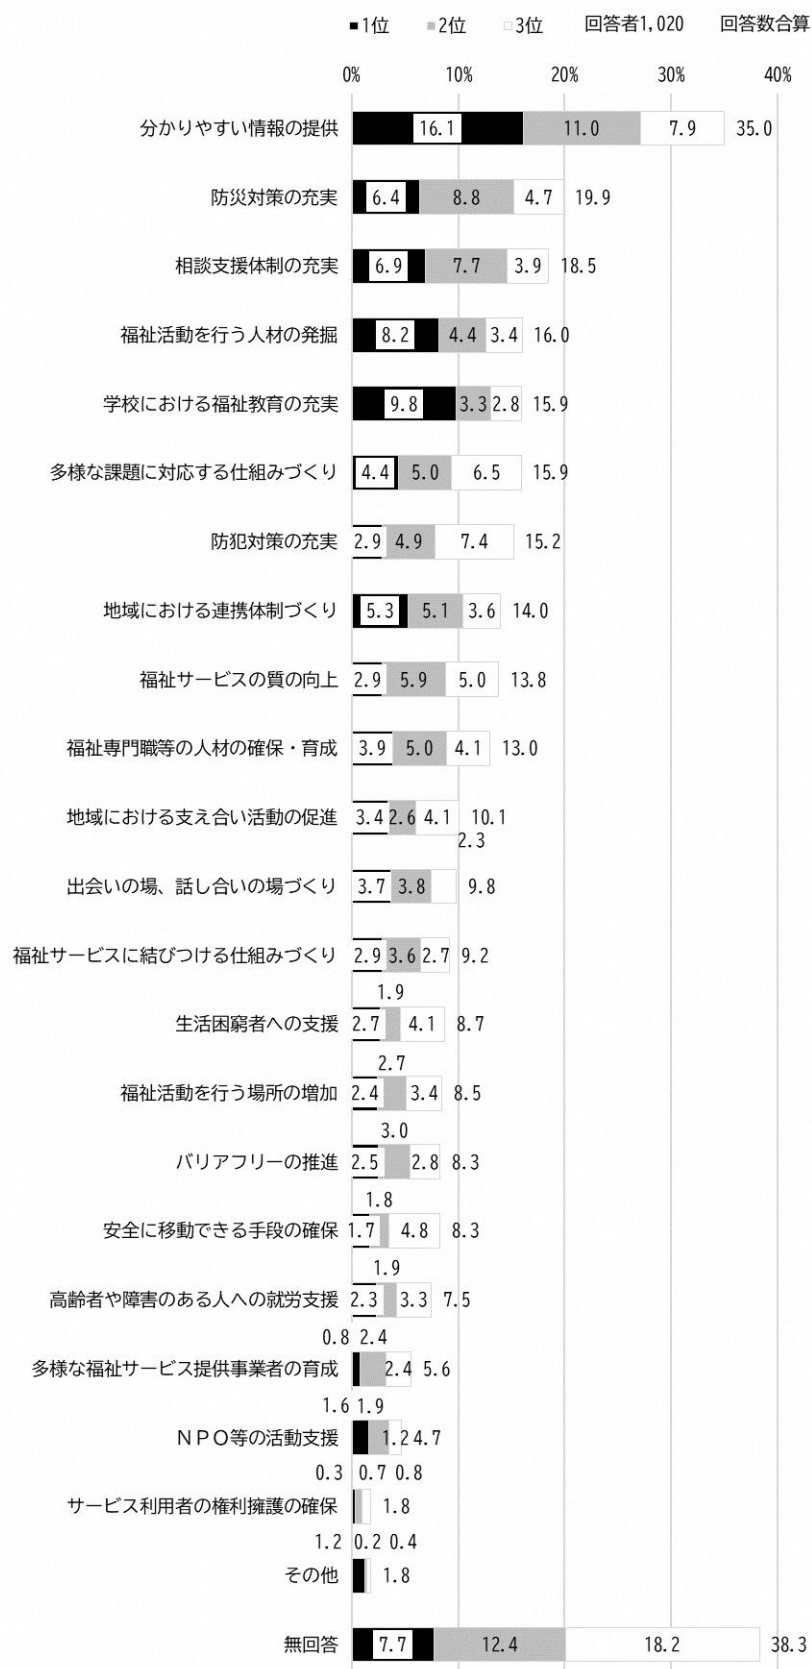 ■1位 ■2位 □3位 回答者1,020 回答数合算
0% 10% 20% 30% 40%
分かりやすい情報の提供 16.1 11.0 7.9 35.0
防災対策の充実 6.4 8.8 4.7 19.9
相談支援体制の充実 6.9 7.7 3.9 18.5
福祉活動を行う人材の発掘 8.2 4.4 3.4 16.0
学校における福祉教育の充実 9.8 3.3 2.8 15.9
多様な課題に対応する仕組みづくり 4.4 5.0 6.5 15.9
防犯対策の充実 2.9 4.9 7.4 15.2
地域における連携体制づくり 5.3 5.1 3.6 14.0
福祉サービスの質の向上 2.9 5.9 5.0 13.8
福祉専門職等の人材の確保・育成 3.9 5.0 4.1 13.0
地域における支え合い活動の促進 3.4 2.6 4.1 10.1
2.3
出会いの場、話し合いの場づくり 3.7 3.8 9.8
福祉サービスに結びつける仕組みづくり 2.9 3.6 2.7 9.2
1.9
生活困窮者への支援 2.7 4.1 8.7
2.7
福祉活動を行う場所の増加 2.4 3.4 8.5
3.0
バリアフリーの推進 2.5 2.8 8.3
1.8
安全に移動できる手段の確保 1.7 4.8 8.3
1.9
高齢者や障害のある人への就労支援 2.3 3.3 7.5
0.8 2.4
多様な福祉サービス提供事業者の育成 2.4 5.6
1.6 1.9
ＮＰＯ等の活動支援 1.2 4.7
0.3 0.7 0.8
サービス利用者の権利擁護の確保 1.8
1.2 0.2 0.4
その他 1.8
無回答 7.7 12.4 18.2 38.3